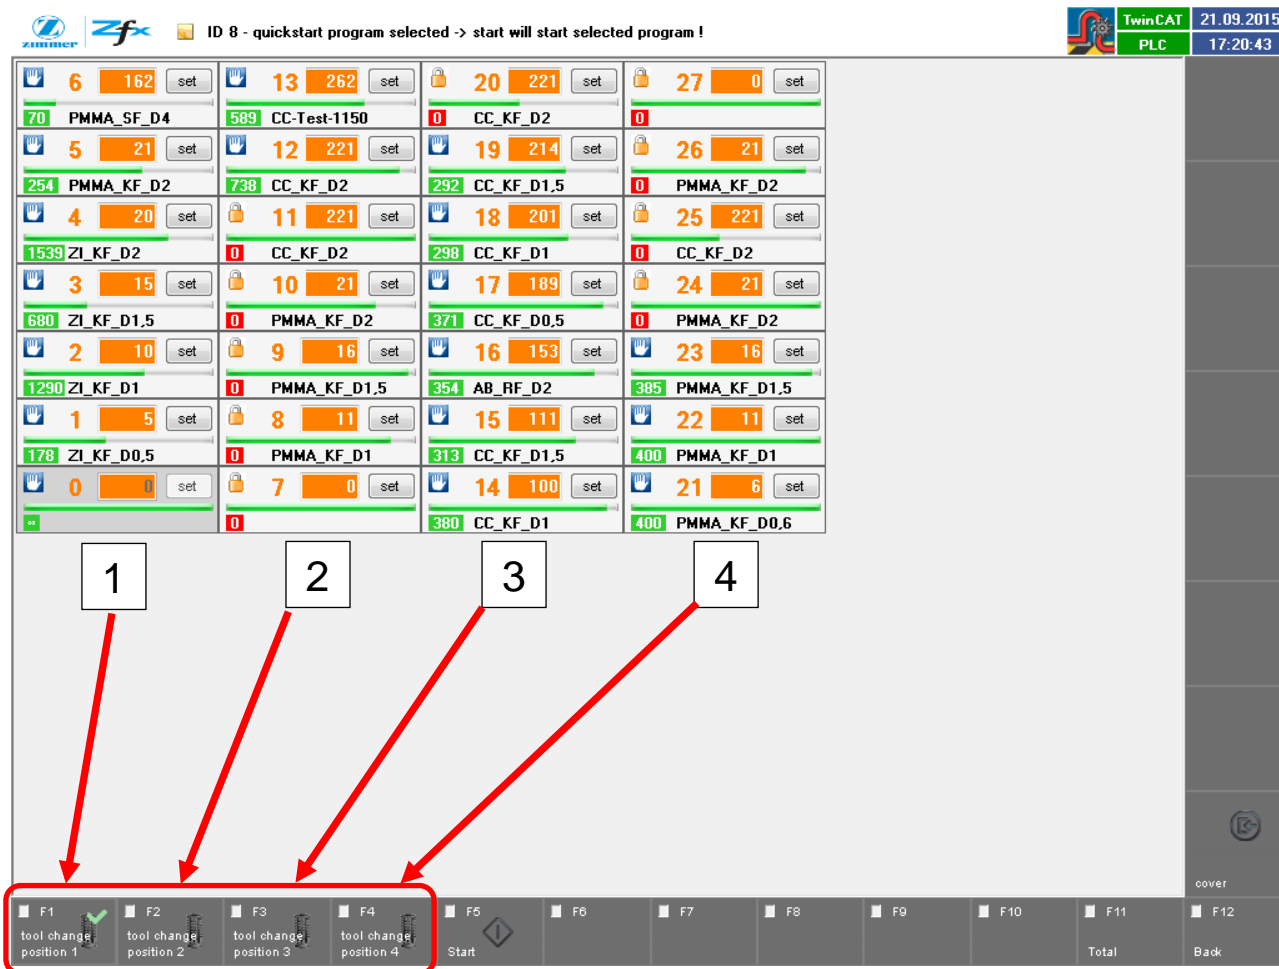 zimmer Zfx ID 8 - quickstart program selected -> start will start selected program ! TwinCAT 21.09.2015
PLC 17:20:43
6 162 set 13 262 set 20 221 set 27 0 set
70 PMMA_SF_D4 589 CC-Test-1150 0 CC_KF_D2 0
5 21 set 12 221 set 19 214 set 26 21 set
254 PMMA_KF_D2 738 CC_KF_D2 292 CC_KF_D1,5 0 PMMA_KF_D2
4 20 set 11 221 set 18 201 set 25 221 set
1539 ZI_KF_D2 0 CC_KF_D2 298 CC_KF_D1 0 CC_KF_D2
3 15 set 10 21 set 17 189 set 24 21 set
680 ZI_KF_D1,5 0 PMMA_KF_D2 371 CC_KF_D0,5 0 PMMA_KF_D2
2 10 set 9 16 set 16 153 set 23 16 set
1290 ZI_KF_D1 0 PMMA_KF_D1,5 354 AB_RF_D2 385 PMMA_KF_D1,5
1 5 set 8 11 set 15 111 set 22 11 set
178 ZI_KF_D0,5 0 PMMA_KF_D1 313 CC_KF_D1,5 400 PMMA_KF_D1
0 0 set 7 0 set 14 100 set 21 6 set
∞ 0 380 CC_KF_D1 400 PMMA_KF_D0,6
1 2 3 4
cover
F1 F2 F3 F4 F5 F6 F7 F8 F9 F10 F11 F12
tool change tool change tool change tool change
position 1 position 2 position 3 position 4 Start Total Back